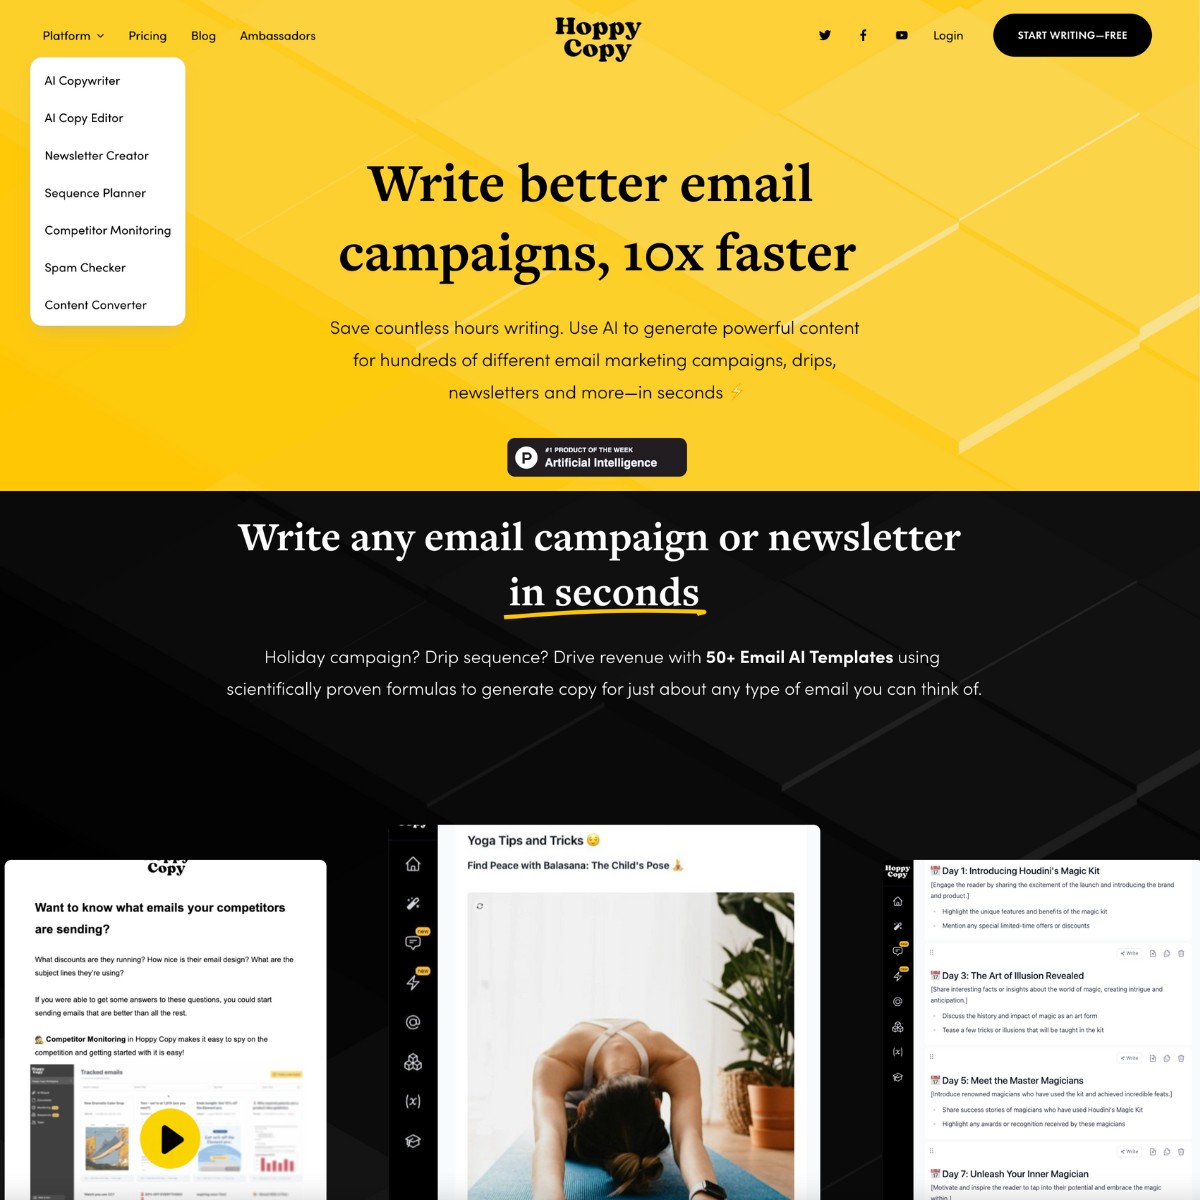 Platform
Pricing
Blog
Ambassadors
Hoppy
Copy
Login
START WRITING—FREE
AI Copywriter
AI Copy Editor
Newsletter Creator
Sequence Planner
Competitor Monitoring
Spam Checker
Content Converter
Write better email
campaigns, 10x faster
Save countless hours writing. Use AI to generate powerful content
for hundreds of different email marketing campaigns, drips,
newsletters and more—in seconds ⚡
P
#1 PRODUCT OF THE WEEK
Artificial Intelligence
Write any email campaign or newsletter
in seconds
Holiday campaign? Drip sequence? Drive revenue with 50+ Email AI Templates using
scientifically proven formulas to generate copy for just about any type of email you can think of.
Copy
Want to know what emails your competitors
are sending?
What discounts are they running? How nice is their email design? What are the
subject lines they're using?
If you were able to get some answers to these questions, you could start
sending emails that are better than all the rest.
Competitor Monitoring in Hoppy Copy makes it easy to spy on the
competition and getting started with it is easy!
Tracked emails
Yoga Tips and Tricks 😌
Find Peace with Balasana: The Child's Pose 🧘
new
new
(x)
Hoppy
Copy
(x)
📅 Day 1: Introducing Houdini's Magic Kit
[Engage the reader by sharing the excitement of the launch and introducing the brand
and product.]
Highlight the unique features and benefits of the magic kit
Mention any special limited-time offers or discounts
Write
📅 Day 3: The Art of Illusion Revealed
[Share interesting facts or insights about the world of magic, creating intrigue and
anticipation.]
Discuss the history and impact of magic as an art form
Tease a few tricks or illusions that will be taught in the kit
Write
📅 Day 5: Meet the Master Magicians
[Introduce renowned magicians who have used the kit and achieved incredible feats.]
Share success stories of magicians who have used Houdini's Magic Kit
Highlight any awards or recognition received by these magicians
Write
📅 Day 7: Unleash Your Inner Magician
[Motivate and inspire the reader to tap into their potential and embrace the magic
within.]